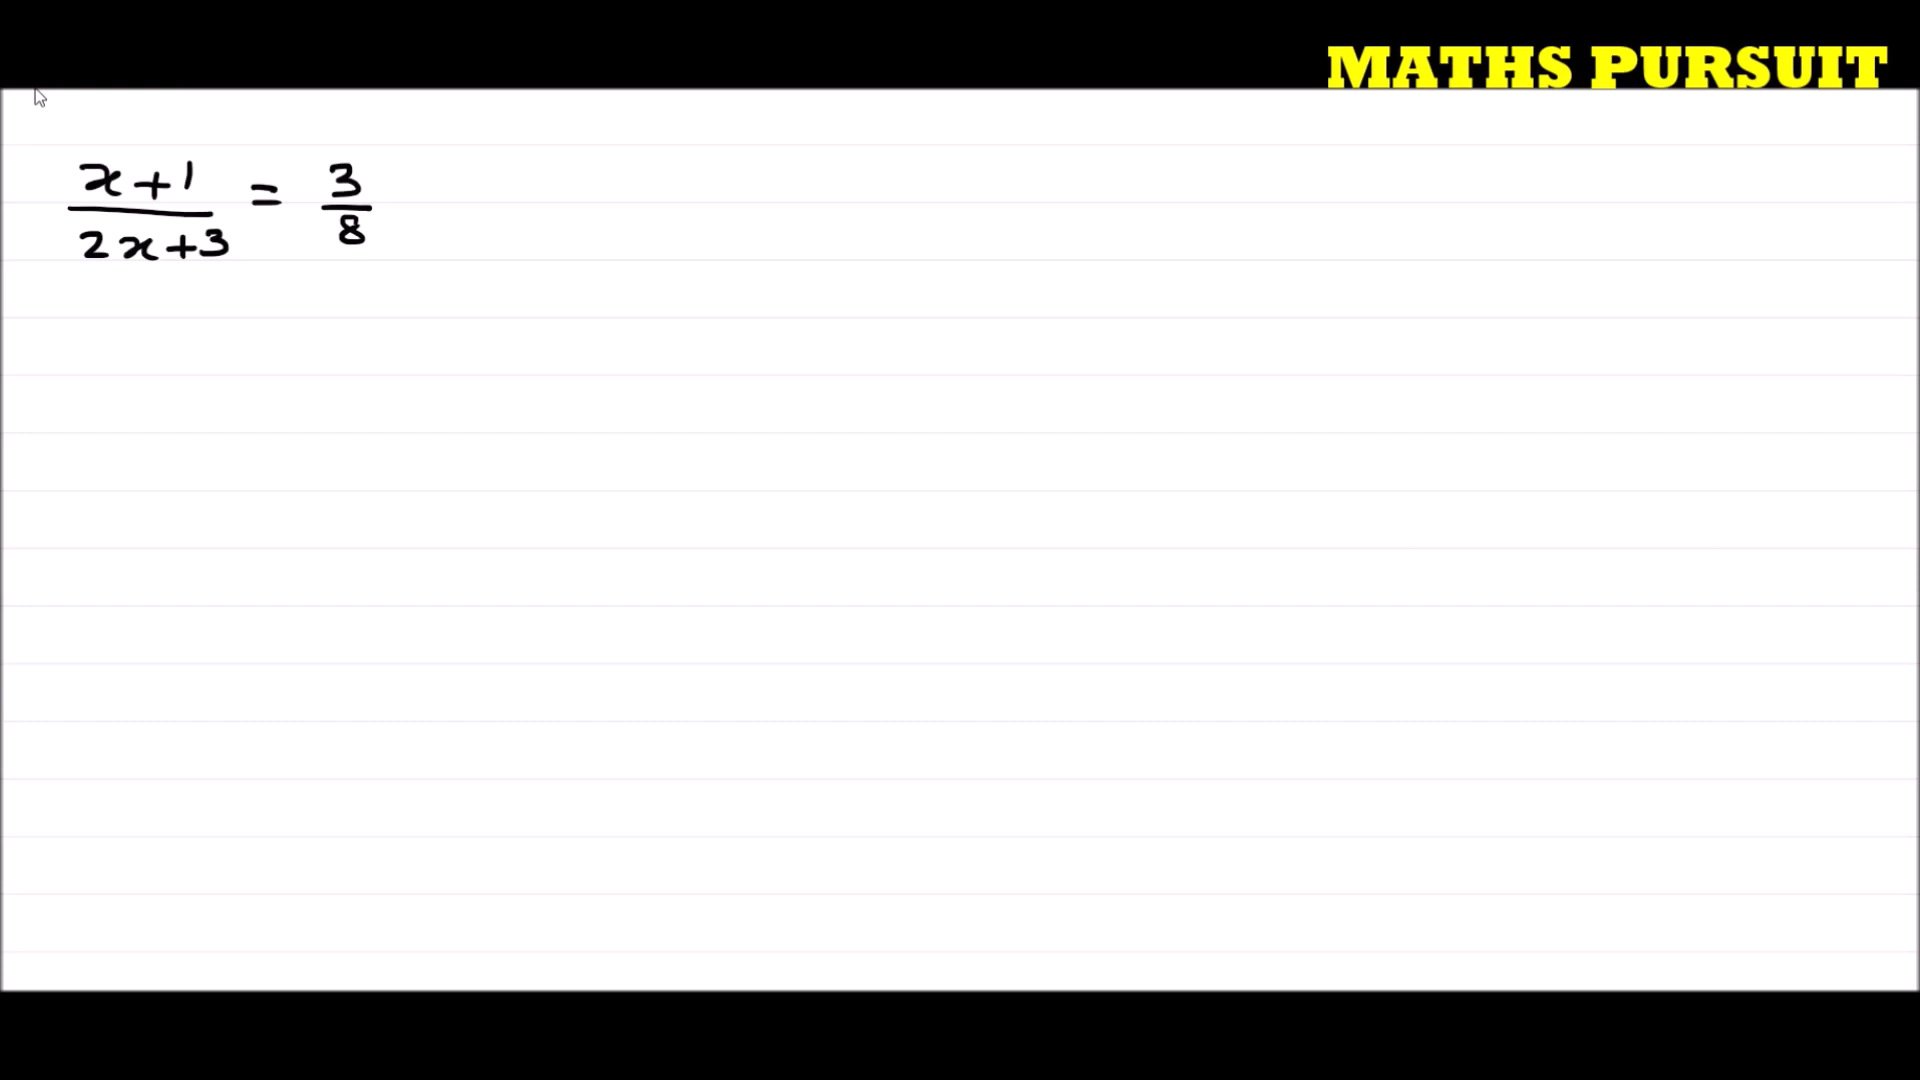 MATHS PURSUIT
x+1 = 3
2x+3 8